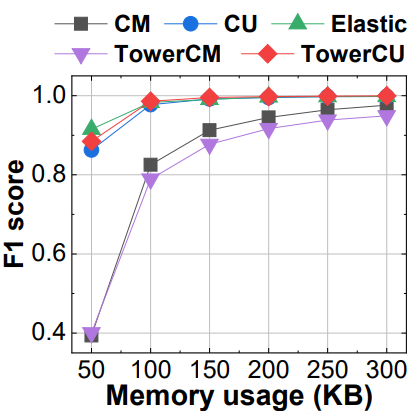 CM CU Elastic
TowerCM TowerCU
1.0
0.8
0.6
0.4
F1 score
50 100 150 200 250 300
Memory usage (KB)